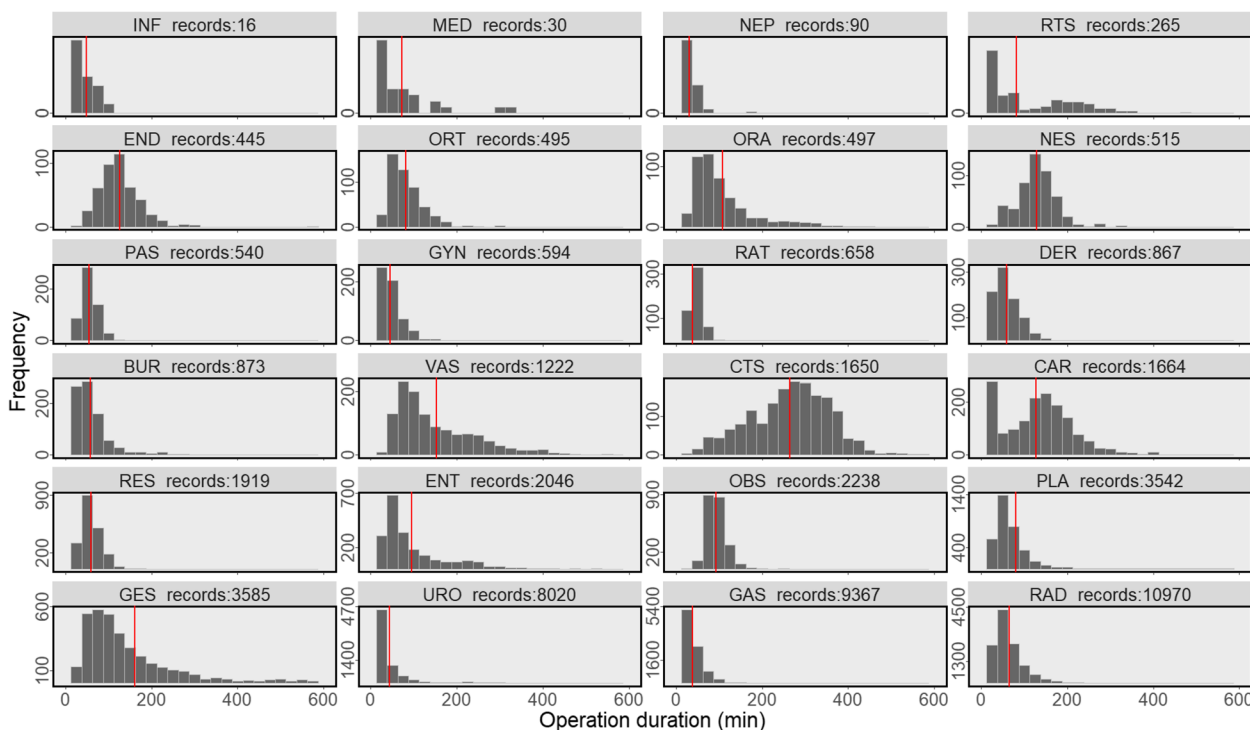 INF records:16
MED records:30
NEP records:90
RTS records:265
0
0
0
0
END records:445
ORT records:495
ORA records:497
NES records:515
0 100
0 100
0 100
0 100
PAS records:540
GYN records:594
RAT records:658
DER records:867
0 200
0 200
100 300
100 300
BUR records:873
VAS records:1222
CTS records:1650
CAR records:1664
0 200
0 200
0 100
0 200
RES records:1919
ENT records:2046
OBS records:2238
PLA records:3542
200 900
200 700
200 900
400 1400
GES records:3585
URO records:8020
GAS records:9367
RAD records:10970
100 600
1400 4700
1600 5400
1300 4500
0 200 400 600
0 200 400 600
0 200 400 600
0 200 400 600
Frequency
Operation duration (min)